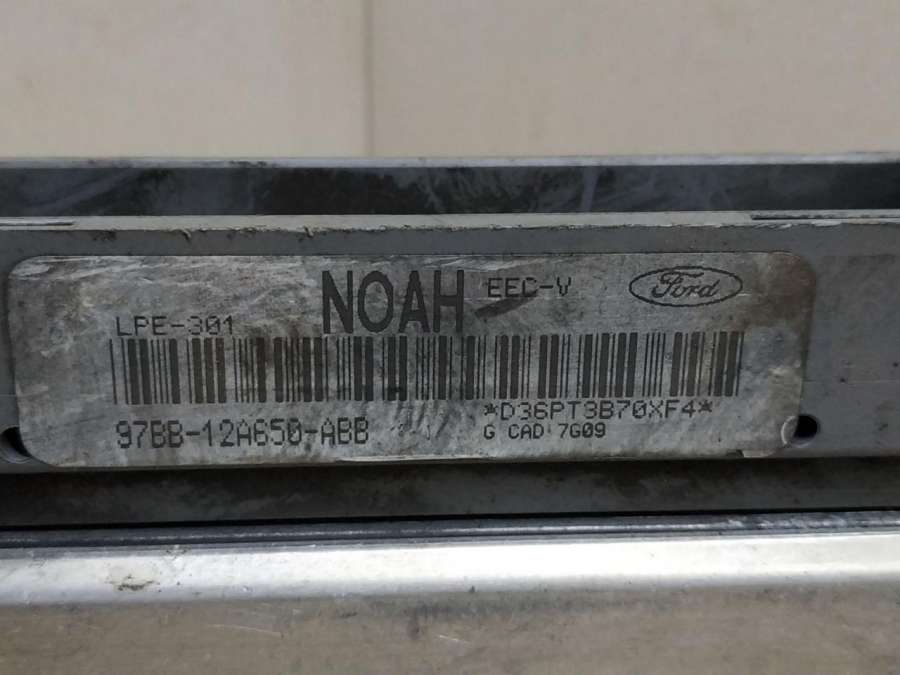 NOAH EEC-V Ford
LPE-301
*D36PT3B70XF4*
97BB-12A650-ABB
G CAD 7G09